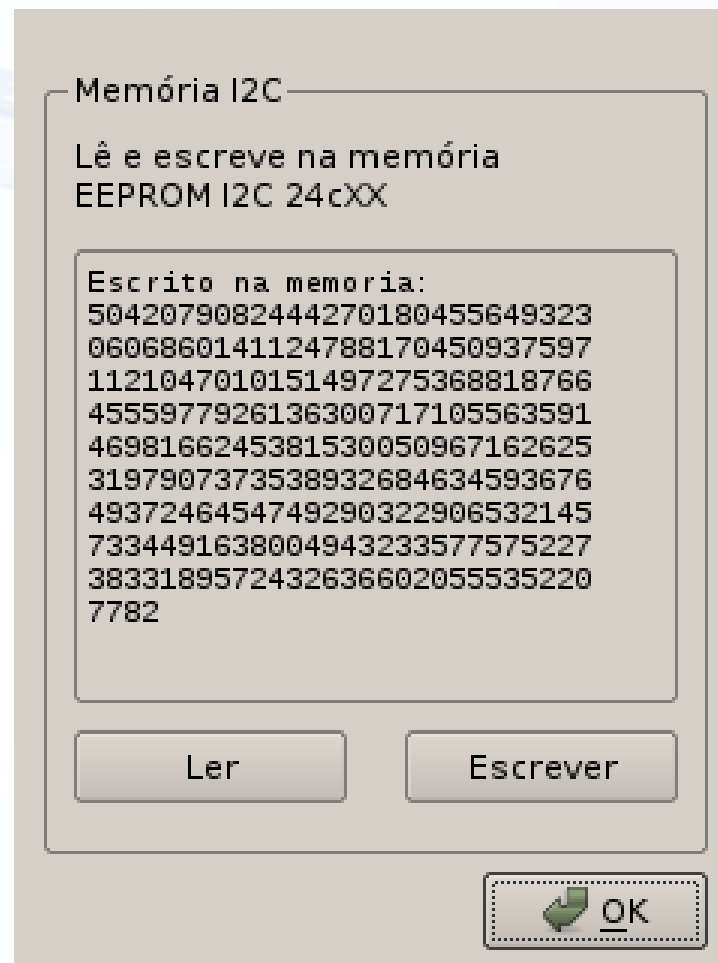 Memória I2C
Lê e escreve na memória
EEPROM I2C 24cXX
Escrito na memoria:
5042079082444270180455649323
0606860141124788170450937597
1121047010151497275368818766
4555977926136300717105563591
4698166245381530050967162625
3197907373538932684634593676
4937246454749290322906532145
7334491638004943233577575227
3833189572432636602055535220
7782
Ler
Escrever
OK